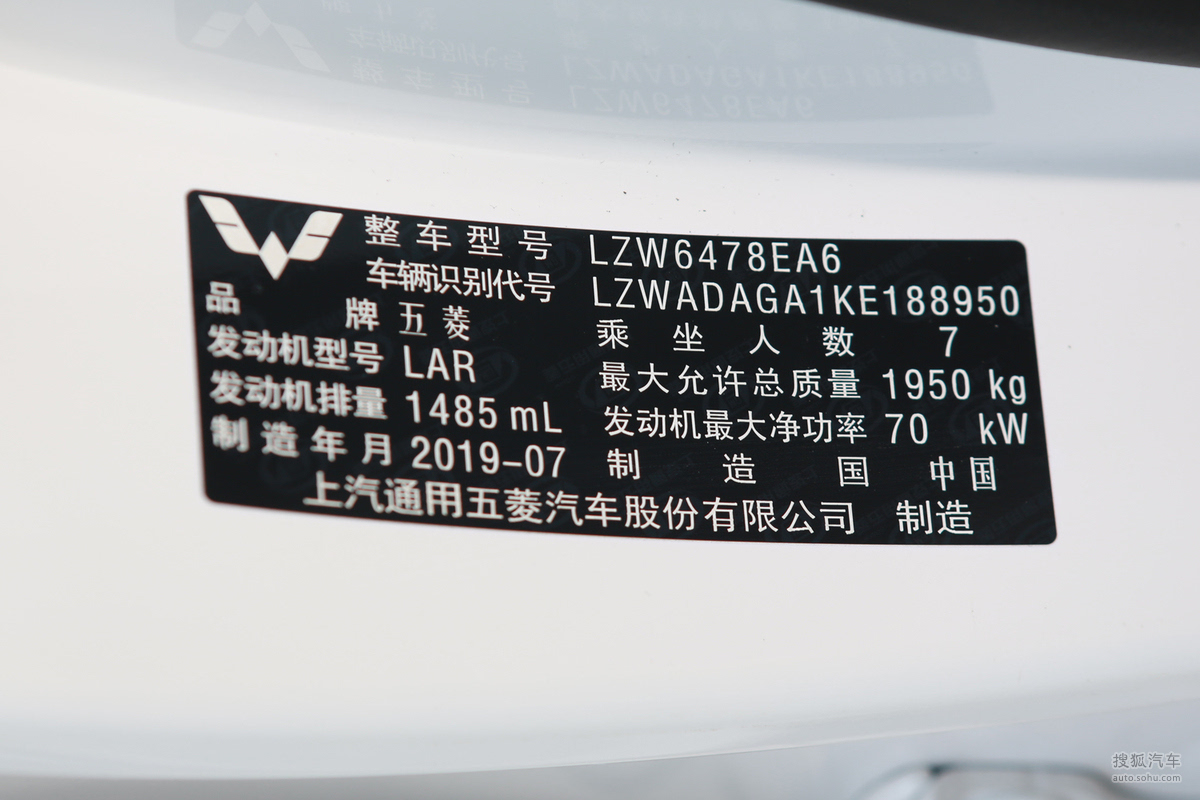 整车型号 LZW6478EA6
车辆识别代号 LZWADAGA1KE188950
品牌 五菱 乘坐人数 7
发动机型号 LAR 最大允许总质量 1950 kg
发动机排量 1485 mL 发动机最大净功率 70 kW
制造年月 2019-07 制造国 中国
上汽通用五菱汽车股份有限公司 制造
搜狐汽车
auto.sohu.com